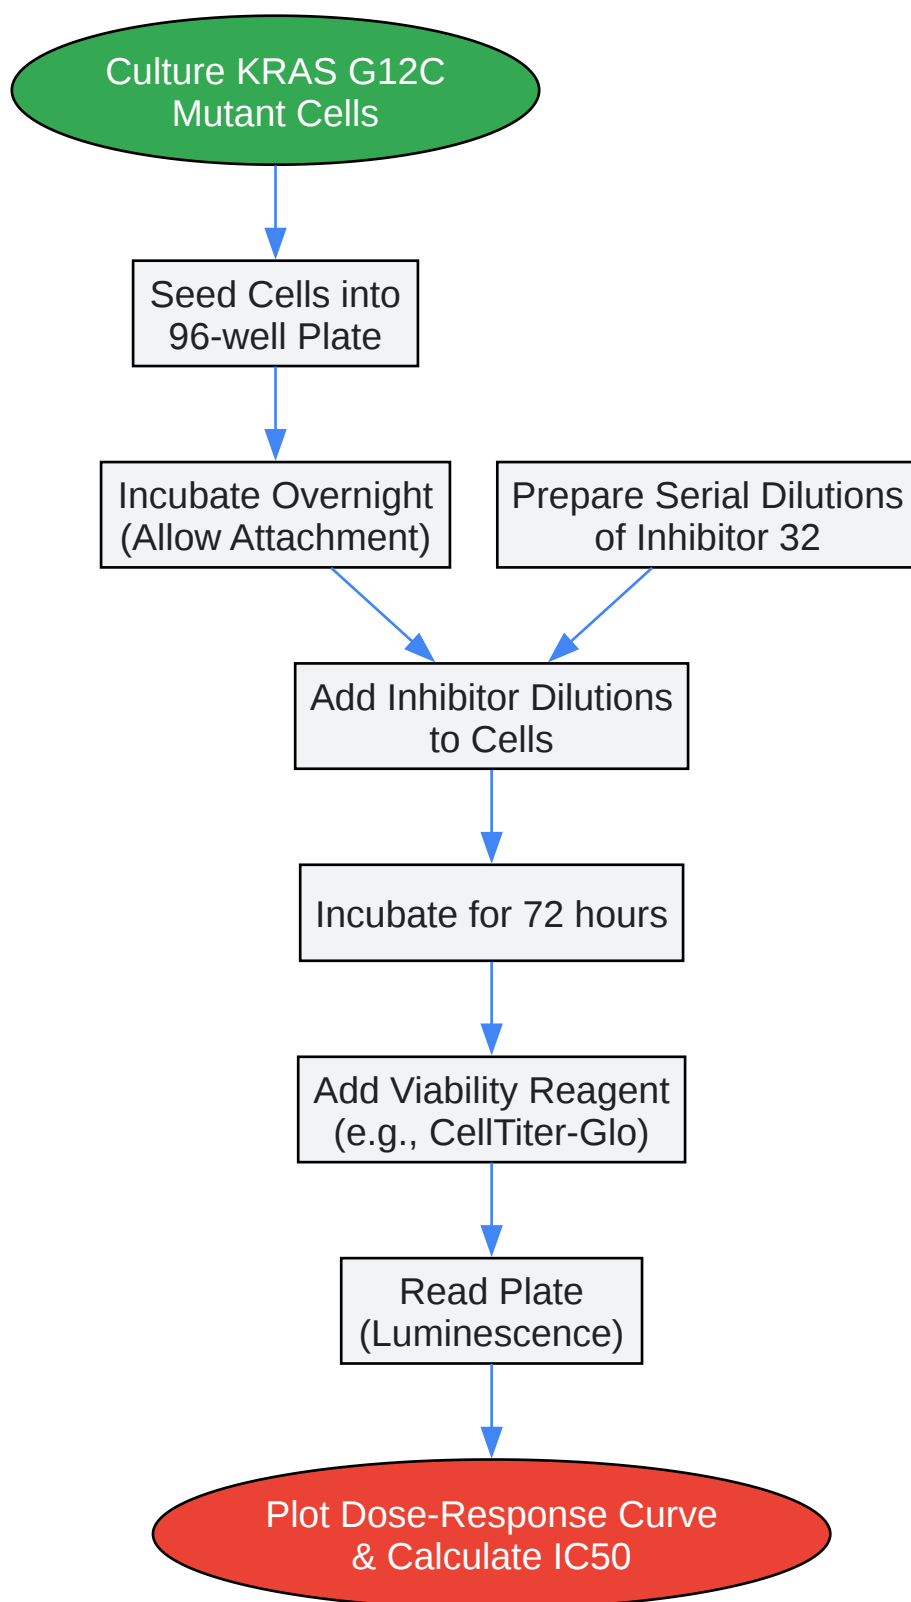 Culture KRAS G12C
Mutant Cells
Seed Cells into
96-well Plate
Incubate Overnight
(Allow Attachment)
Prepare Serial Dilutions
of Inhibitor 32
Add Inhibitor Dilutions
to Cells
Incubate for 72 hours
Add Viability Reagent
(e.g., CellTiter-Glo)
Read Plate
(Luminescence)
Plot Dose-Response Curve
& Calculate IC50